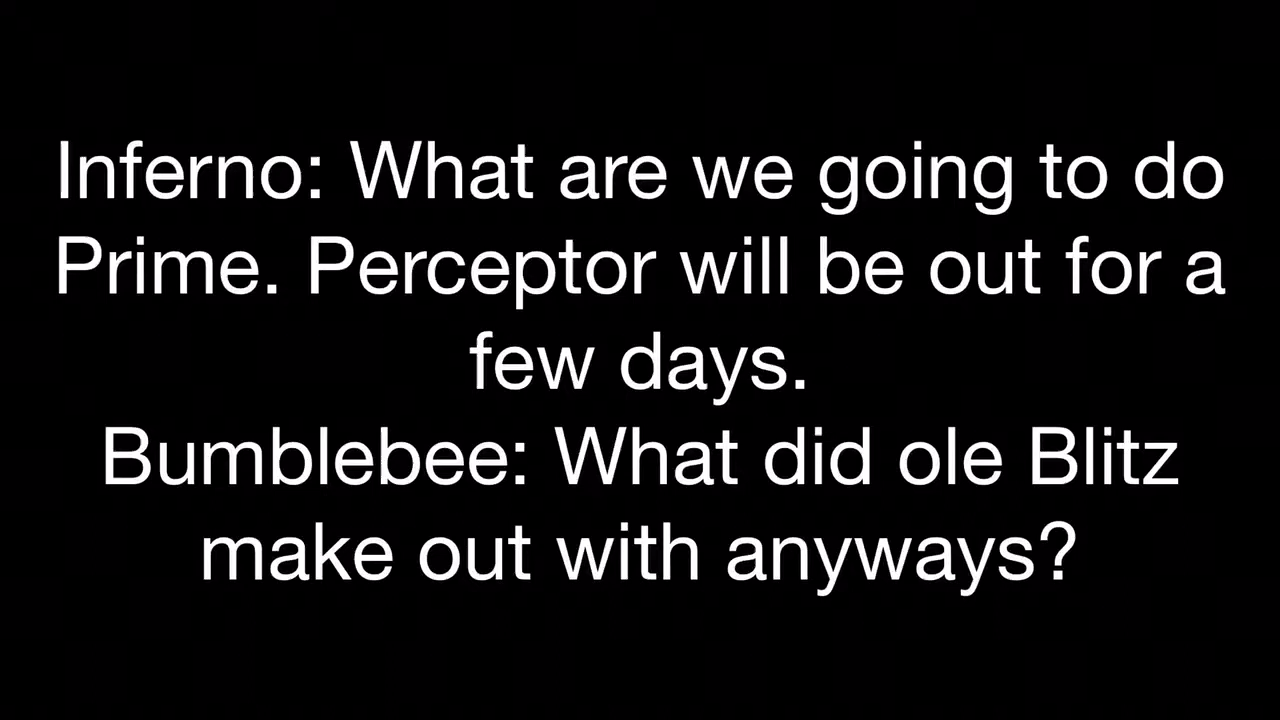 Inferno: What are we going to do
Prime. Perceptor will be out for a
few days.
Bumblebee: What did ole Blitz
make out with anyways?